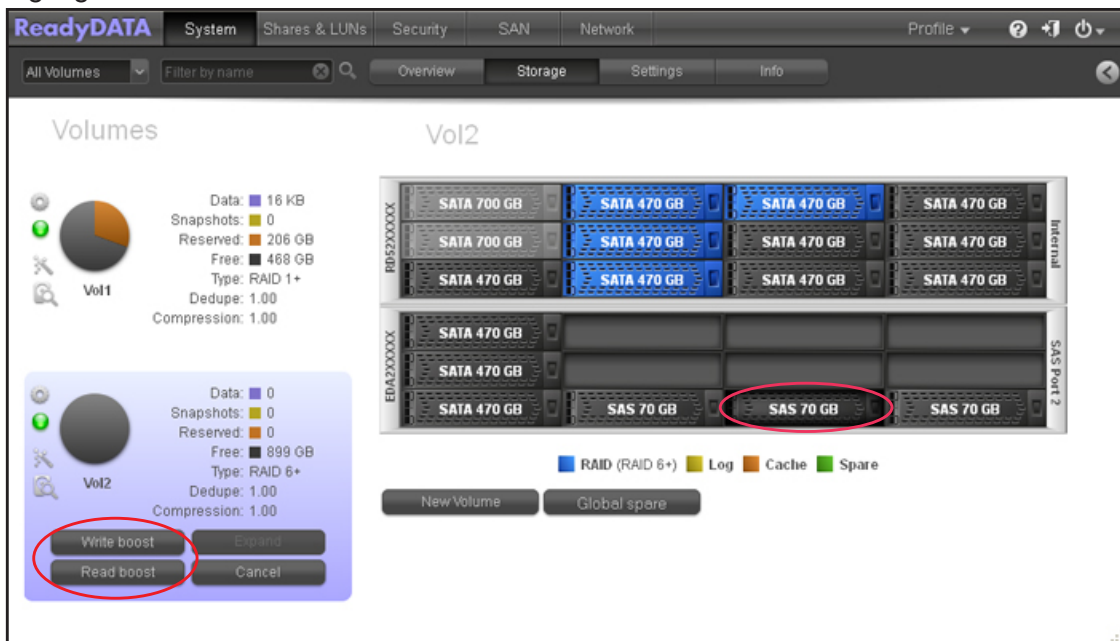 ReadyDATA System Shares & LUNs Security SAN Network Profile
All Volumes Filter by name Overview Storage Settings Info
Volumes
Data: 16 KB
Snapshots: 0
Reserved: 206 GB
Free: 468 GB
Type: RAID 1+
Dedupe: 1.00
Compression: 1.00
Vol1
Data: 0
Snapshots: 0
Reserved: 0
Free: 899 GB
Type: RAID 6+
Dedupe: 1.00
Compression: 1.00
Vol2
Write boost Expand
Read boost Cancel
Vol2
RD52XXXXX
SATA 700 GB SATA 470 GB SATA 470 GB SATA 470 GB
SATA 700 GB SATA 470 GB SATA 470 GB SATA 470 GB
SATA 470 GB SATA 470 GB SATA 470 GB SATA 470 GB
Internal
EDA2XXXXX
SATA 470 GB
SATA 470 GB
SATA 470 GB SAS 70 GB SAS 70 GB SAS 70 GB
SAS Port 2
RAID (RAID 6+) Log Cache Spare
New Volume Global spare